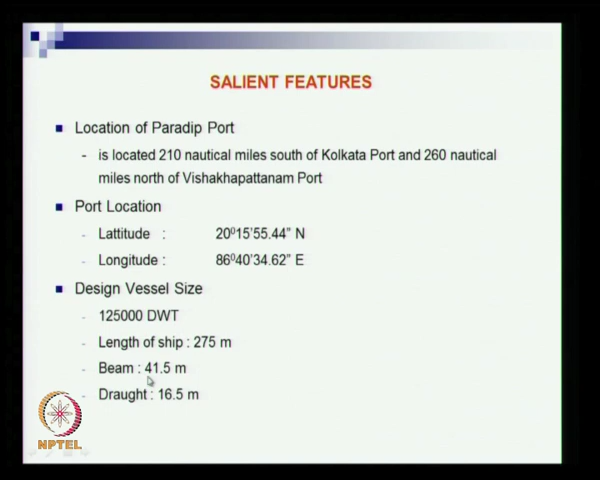 SALIENT FEATURES
Location of Paradip Port
- is located 210 nautical miles south of Kolkata Port and 260 nautical
miles north of Vishakhapattanam Port
Port Location
- Lattitude : 20⁰15'55.44" N
- Longitude : 86⁰40'34.62" E
Design Vessel Size
- 125000 DWT
- Length of ship : 275 m
- Beam : 41.5 m
- Draught : 16.5 m
NPTEL